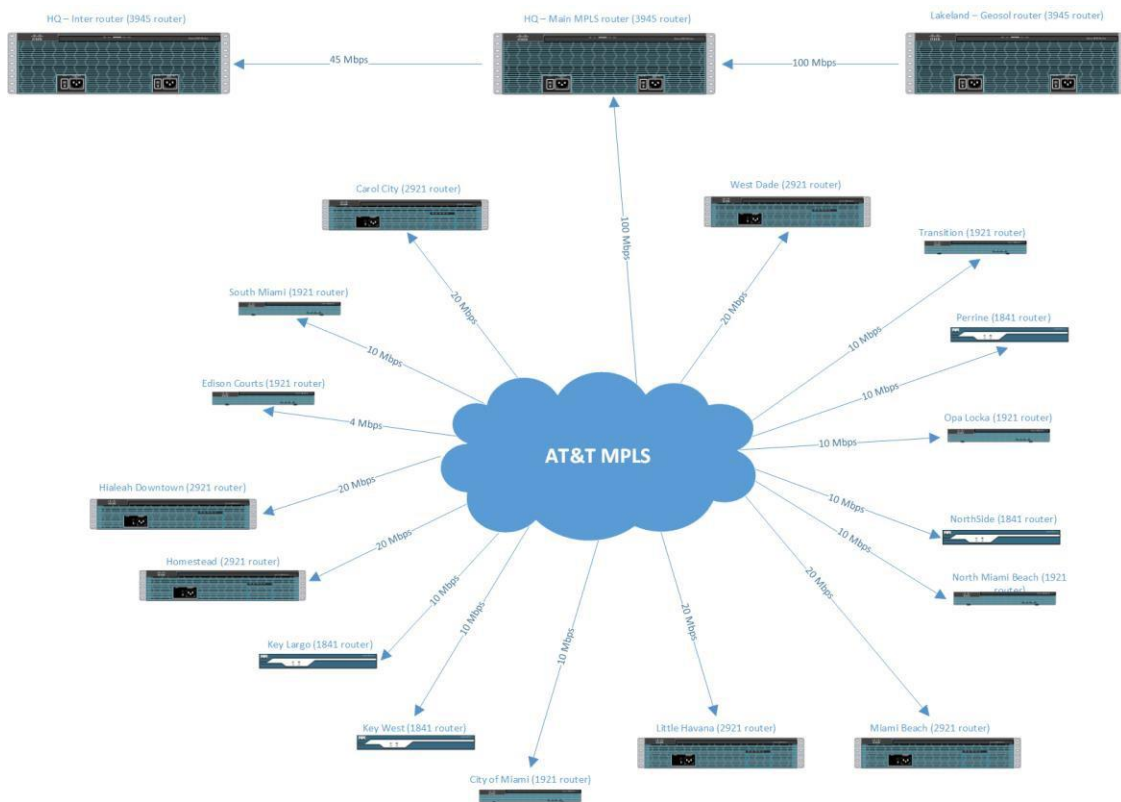 HQ – Inter router (3945 router)
HQ – Main MPLS router (3945 router)
Lakeland – Geosol router (3945 router)
45 Mbps
100 Mbps
Carol City (2921 router)
West Dade (2921 router)
100 Mbps
Transition (1921 router)
South Miami (1921 router)
20 Mbps
20 Mbps
10 Mbps
Perrine (1841 router)
10 Mbps
Edison Courts (1921 router)
10 Mbps
4 Mbps
Opa Locka (1921 router)
10 Mbps
AT&T MPLS
Hialeah Downtown (2921 router)
20 Mbps
10 Mbps
NorthSide (1841 router)
20 Mbps
10 Mbps
Homestead (2921 router)
North Miami Beach (1921
router)
10 Mbps
10 Mbps
10 Mbps
20 Mbps
20 Mbps
Key Largo (1841 router)
Key West (1841 router)
Little Havana (2921 router)
Miami Beach (2921 router)
City of Miami (1921 router)